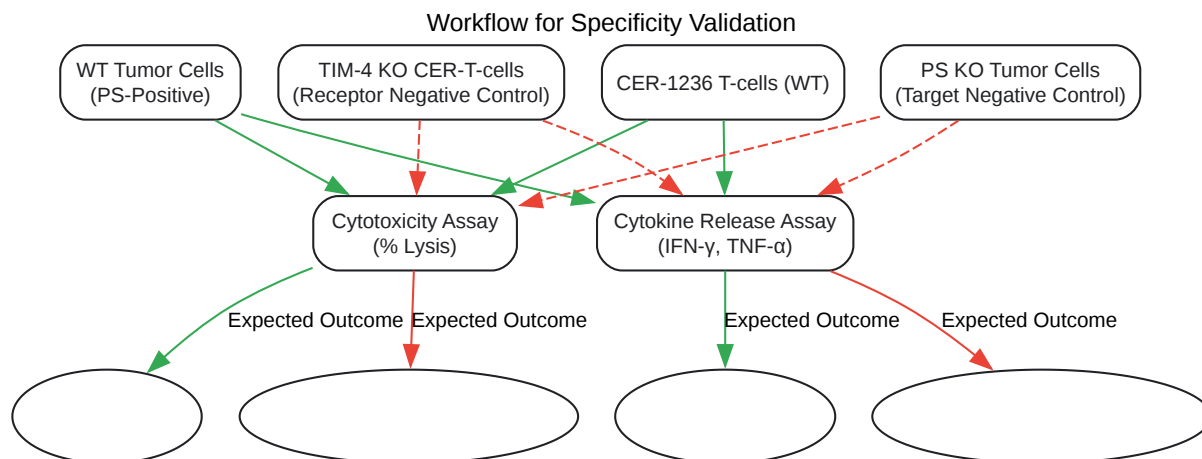 Workflow for Specificity Validation
WT Tumor Cells
(PS-Positive)
TIM-4 KO CER-T-cells
(Receptor Negative Control)
CER-1236 T-cells (WT)
PS KO Tumor Cells
(Target Negative Control)
Cytotoxicity Assay
(% Lysis)
Cytokine Release Assay
(IFN-γ, TNF-α)
Expected Outcome
Expected Outcome
Expected Outcome
Expected Outcome